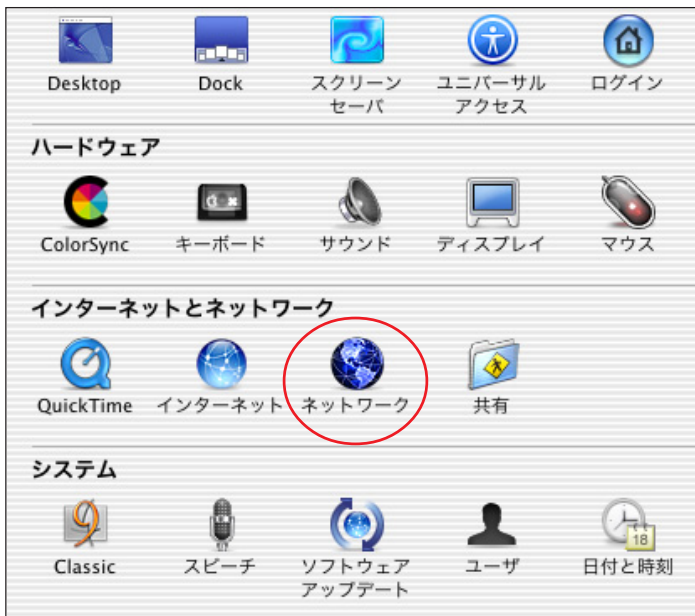 Desktop
Dock
スクリーン
セーバ
ユニバーサル
アクセス
ログイン
ハードウェア
ColorSync
キーボード
サウンド
ディスプレイ
マウス
インターネットとネットワーク
QuickTime
インターネット
ネットワーク
共有
システム
9
Classic
スピーチ
ソフトウェア
アップデート
ユーザ
18
日付と時刻